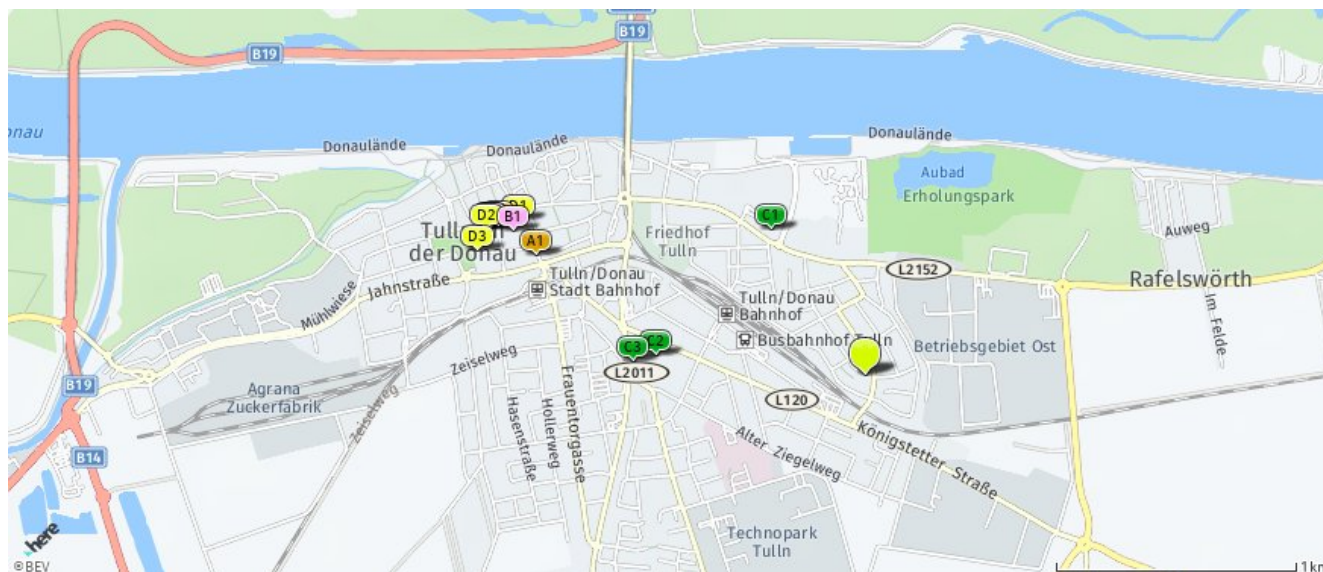 B19
B19
onau
Donaulände
Donaulände
Donaulände
Aubad
Erholungspark
D1
D2
B1
C1
D3
A1
Tull
der Donau
Friedhof
Tulln
Auweg
L2152
Rafelswörth
Jahnstraße
Mühlwiese
Tulln/Donau
Stadt Bahnhof
Tulln/Donau
Bahnhof
Im Felde
C3
C2
Busbahnhof Tulln
Betriebsgebiet Ost
Zeiselweg
L2011
B19
Agrana
Zuckerfabrik
Zeiselweg
Hasenstraße
Hollerweg
Frauentorgasse
L120
Alter Ziegelweg
Königstetter Straße
B14
Technopark
Tulln
here
©BEV
1km